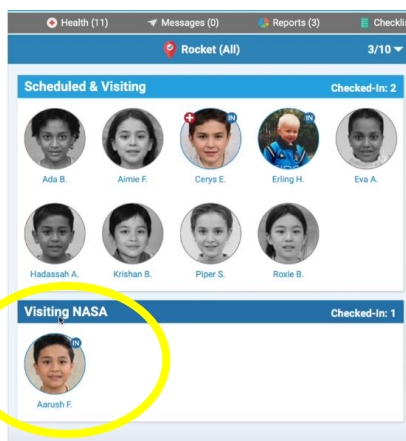 Health (11) Messages (0) Reports (3) Checklis
Rocket (All) 3/10
Scheduled & Visiting Checked-In: 2
IN IN
Ada B. Aimie F. Cerys E. Erling H. Eva A.
Hadassah A. Krishan B. Piper S. Roxie B.
Visiting NASA Checked-In: 1
IN
Aarush F.